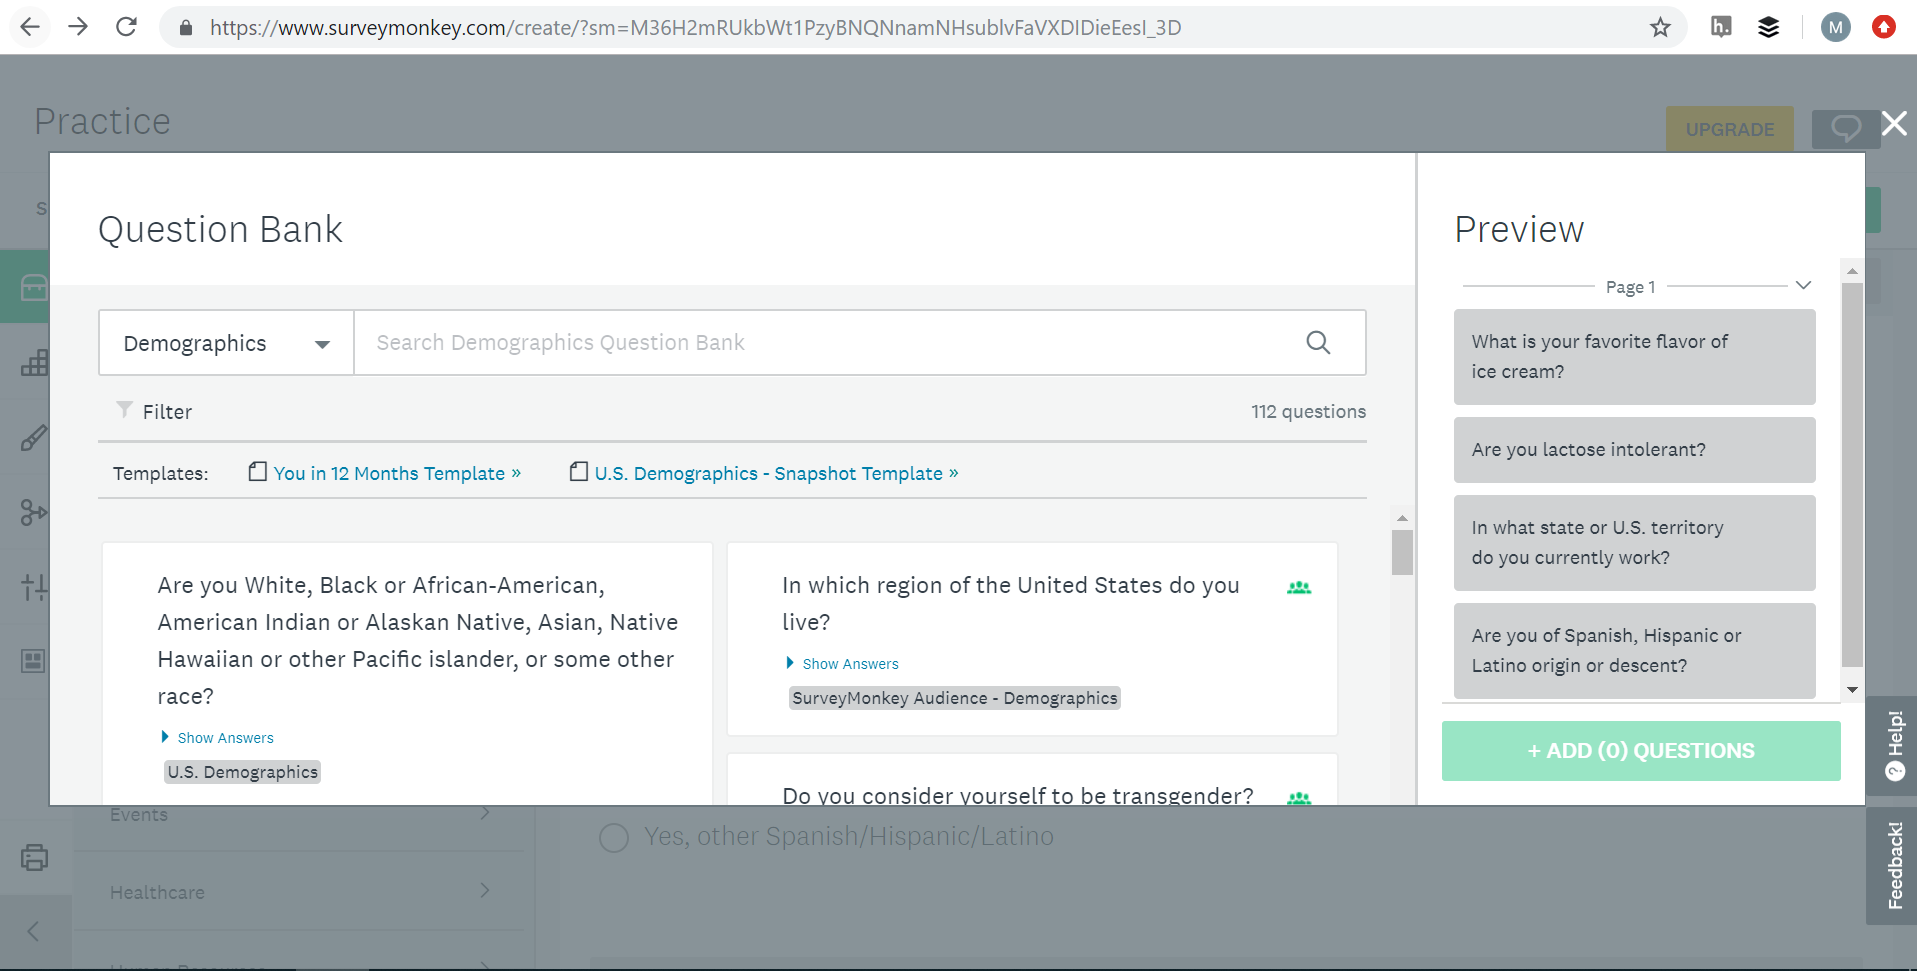 https://www.surveymonkey.com/create/?sm=M36H2mRUkbWt1PzyBNQNnamNHsublvFaVXDIDieEesI_3D
h.
M
Practice
UPGRADE
S
Question Bank
Demographics
Search Demographics Question Bank
Filter
112 questions
Templates:
You in 12 Months Template »
U.S. Demographics - Snapshot Template »
Are you White, Black or African-American,
American Indian or Alaskan Native, Asian, Native
Hawaiian or other Pacific islander, or some other
race?
Show Answers
U.S. Demographics
In which region of the United States do you
live?
Show Answers
SurveyMonkey Audience - Demographics
Do you consider yourself to be transgender?
Preview
Page 1
What is your favorite flavor of
ice cream?
Are you lactose intolerant?
In what state or U.S. territory
do you currently work?
Are you of Spanish, Hispanic or
Latino origin or descent?
+ ADD (0) QUESTIONS
? Help!
Feedback!
Events
Healthcare
Human Resources
Yes, other Spanish/Hispanic/Latino